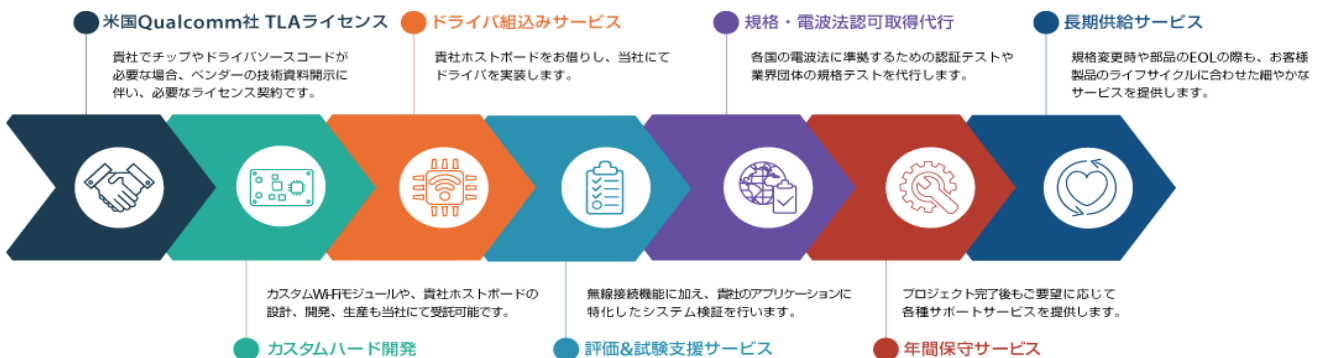 米国Qualcomm社 TLAライセンス
貴社でチップやドライバソースコードが
必要な場合、ベンダーの技術資料開示に
伴い、必要なライセンス契約です。
ドライバ組込みサービス
貴社ホストボードをお借りし、当社にて
ドライバを実装します。
規格・電波法認可取得代行
各国の電波法に準拠するための認証テストや
業界団体の規格テストを代行します。
長期供給サービス
規格変更時や部品のEOLの際も、お客様
製品のライフサイクルに合わせた細やかな
サービスを提供します。
カスタムWi-Fiモジュールや、貴社ホストボードの
設計、開発、生産も当社にて受託可能です。
カスタムハード開発
無線接続機能に加え、貴社のアプリケーションに
特化したシステム検証を行います。
評価&試験支援サービス
プロジェクト完了後もご要望に応じて
各種サポートサービスを提供します。
年間保守サービス